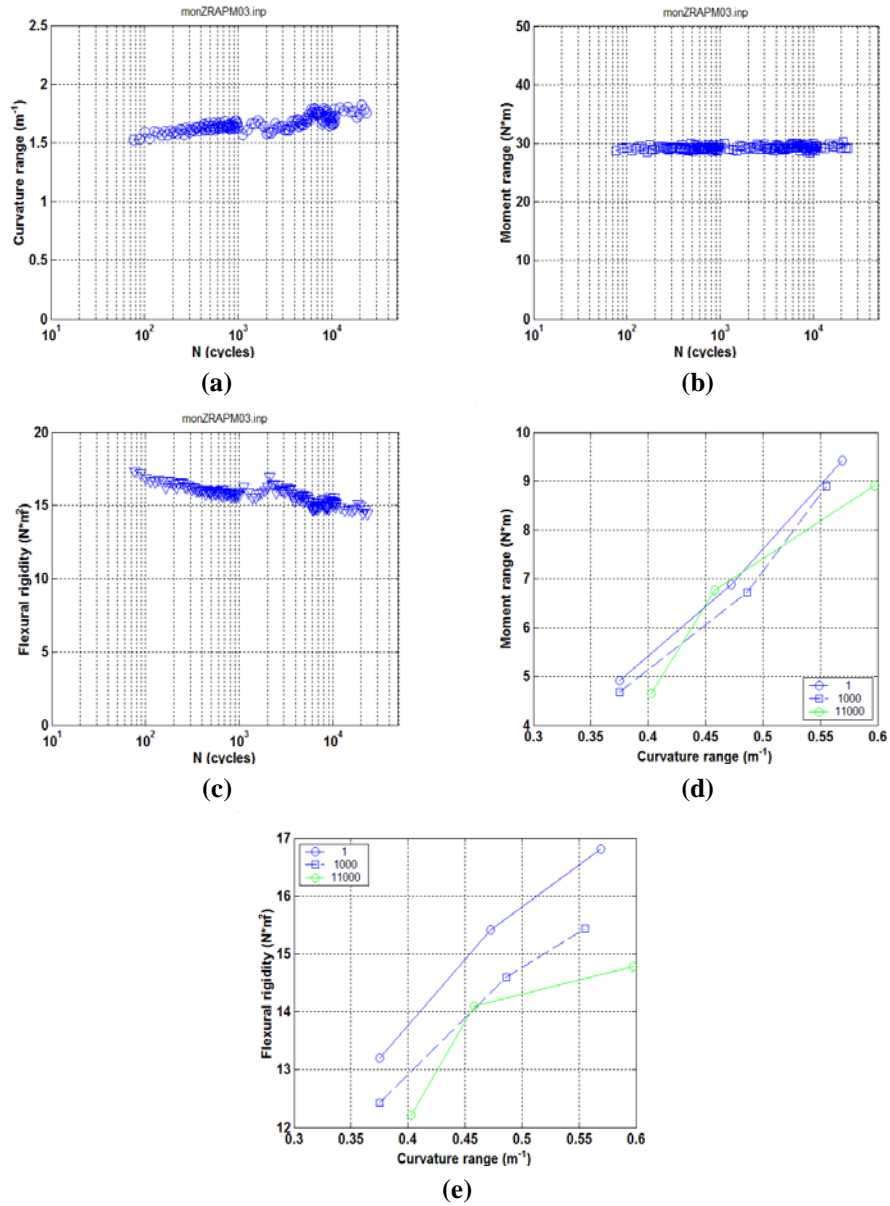 monZRAPM03.inp
2.5
2
1.5
1
0.5
0
Curvature range (m⁻¹)
10¹ 10² 10³ 10⁴
N (cycles)
(a)
monZRAPM03.inp
50
40
30
20
10
0
Moment range (N*m)
10¹ 10² 10³ 10⁴
N (cycles)
(b)
monZRAPM03.inp
20
15
10
5
0
Flexural rigidity (N*m²)
10¹ 10² 10³ 10⁴
N (cycles)
(c)
10
9
8
7
6
5
4
Moment range (N*m)
1
1000
11000
0.3 0.35 0.4 0.45 0.5 0.55 0.6
Curvature range (m⁻¹)
(d)
17
16
15
14
13
12
Flexural rigidity (N*m²)
1
1000
11000
0.3 0.35 0.4 0.45 0.5 0.55 0.6
Curvature range (m⁻¹)
(e)